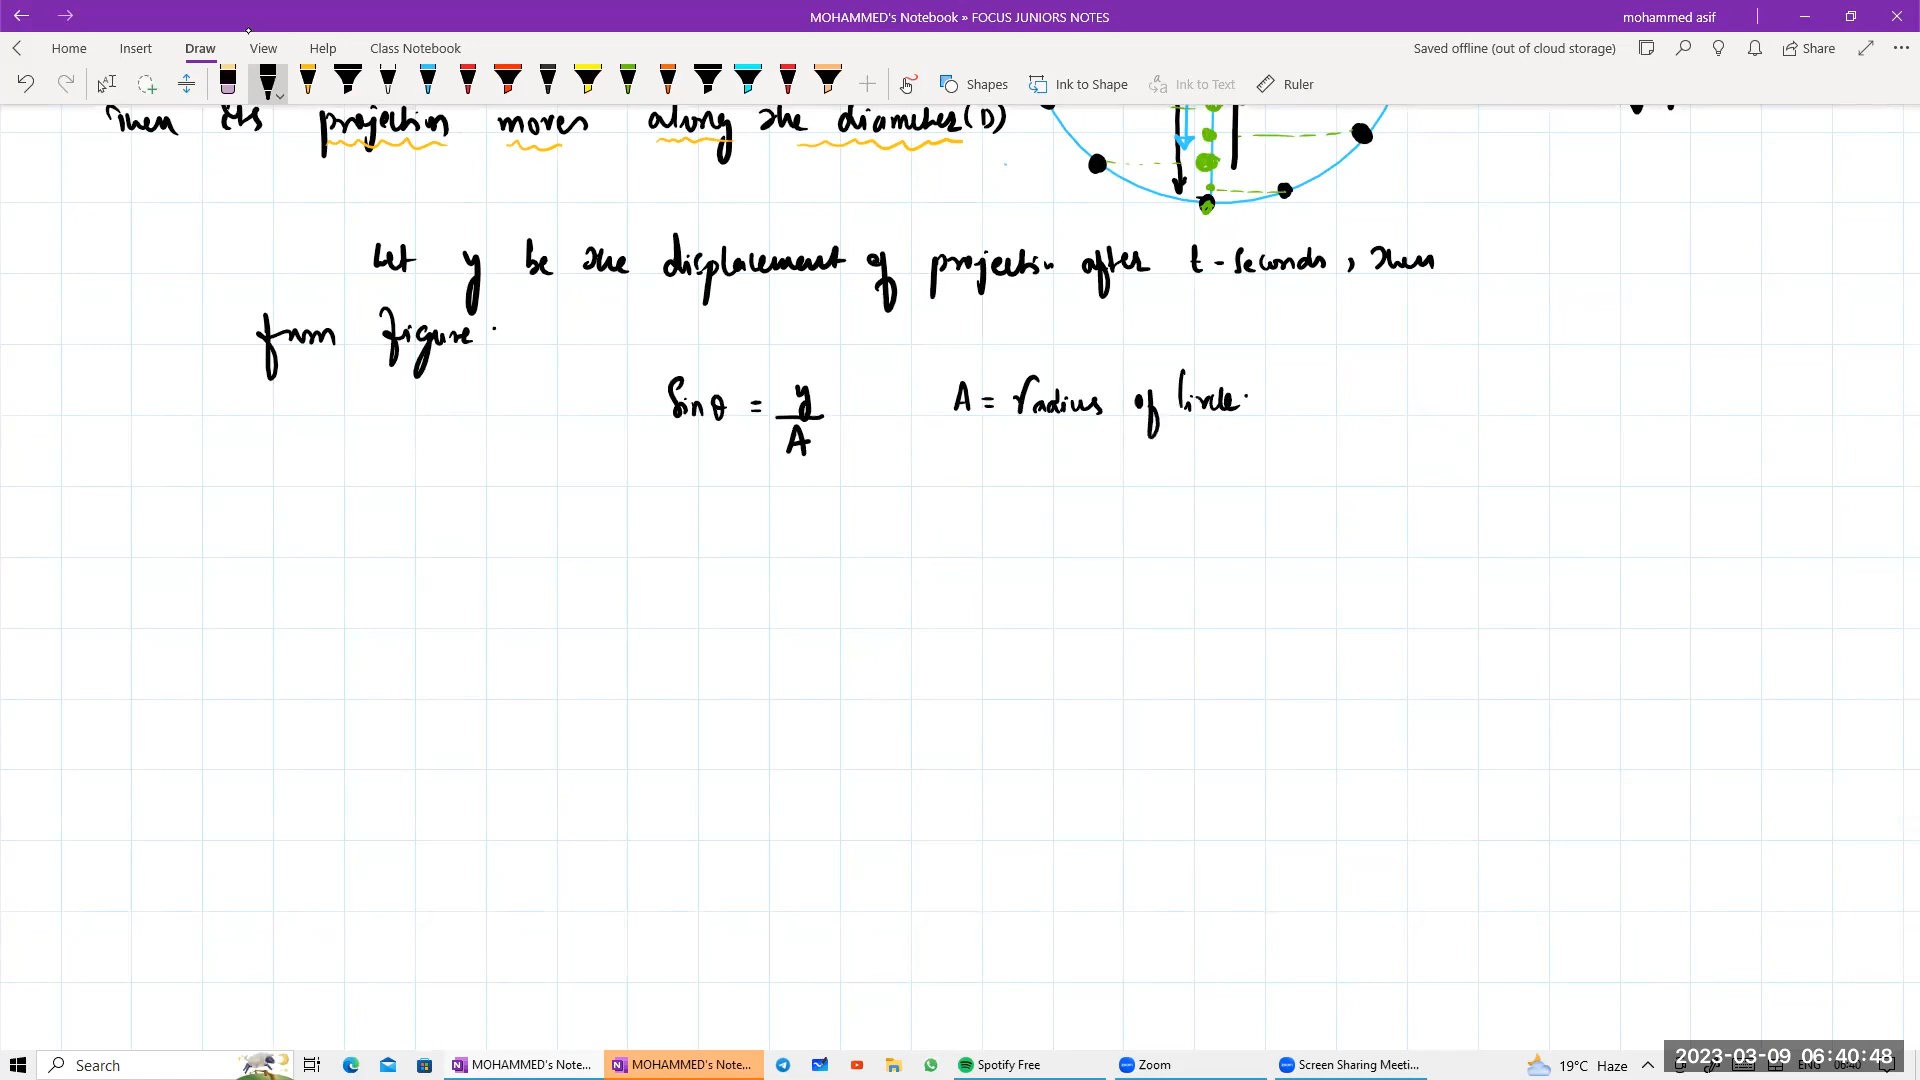 MOHAMMED's Notebook » FOCUS JUNIORS NOTES
mohammed asif
Home Insert Draw View Help Class Notebook
Saved offline (out of cloud storage)
Share
Shapes
Ink to Shape
Ink to Text
Ruler
Then its projection moves along the diameter (D)
Let y be the displacement of projection after t - seconds, then
from figure.
Sin θ = y/A A = radius of Circle.
Search
MOHAMMED's Note...
MOHAMMED's Note...
Spotify Free
Zoom
Screen Sharing Meeti...
19°C Haze
2023-03-09 06:40:48